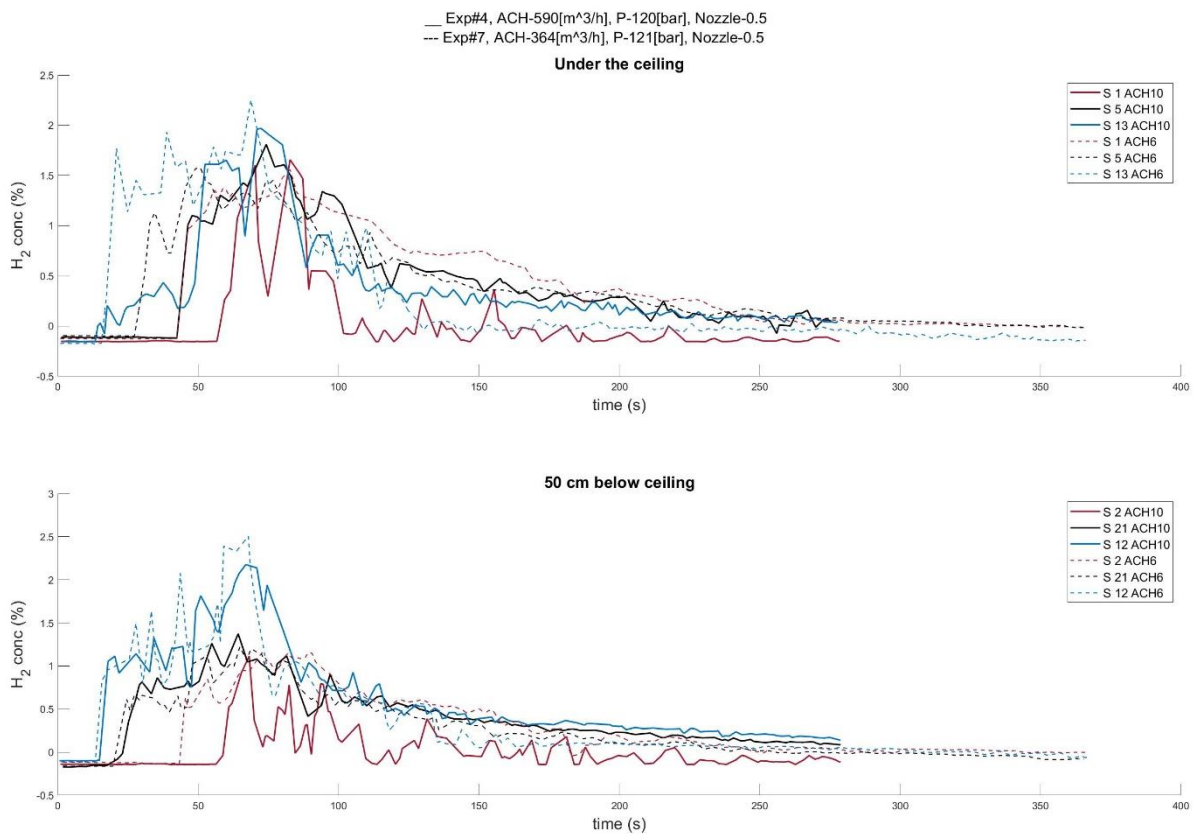 __ Exp#4, ACH-590[m^3/h], P-120[bar], Nozzle-0.5
--- Exp#7, ACH-364[m^3/h], P-121[bar], Nozzle-0.5
Under the ceiling
2.5
2
1.5
1
0.5
0
-0.5
H2 conc (%)
S 1 ACH10
S 5 ACH10
S 13 ACH10
S 1 ACH6
S 5 ACH6
S 13 ACH6
0 50 100 150 200 250 300 350 400
time (s)
50 cm below ceiling
3
2.5
2
1.5
1
0.5
0
-0.5
H2 conc (%)
S 2 ACH10
S 21 ACH10
S 12 ACH10
S 2 ACH6
S 21 ACH6
S 12 ACH6
0 50 100 150 200 250 300 350 400
time (s)